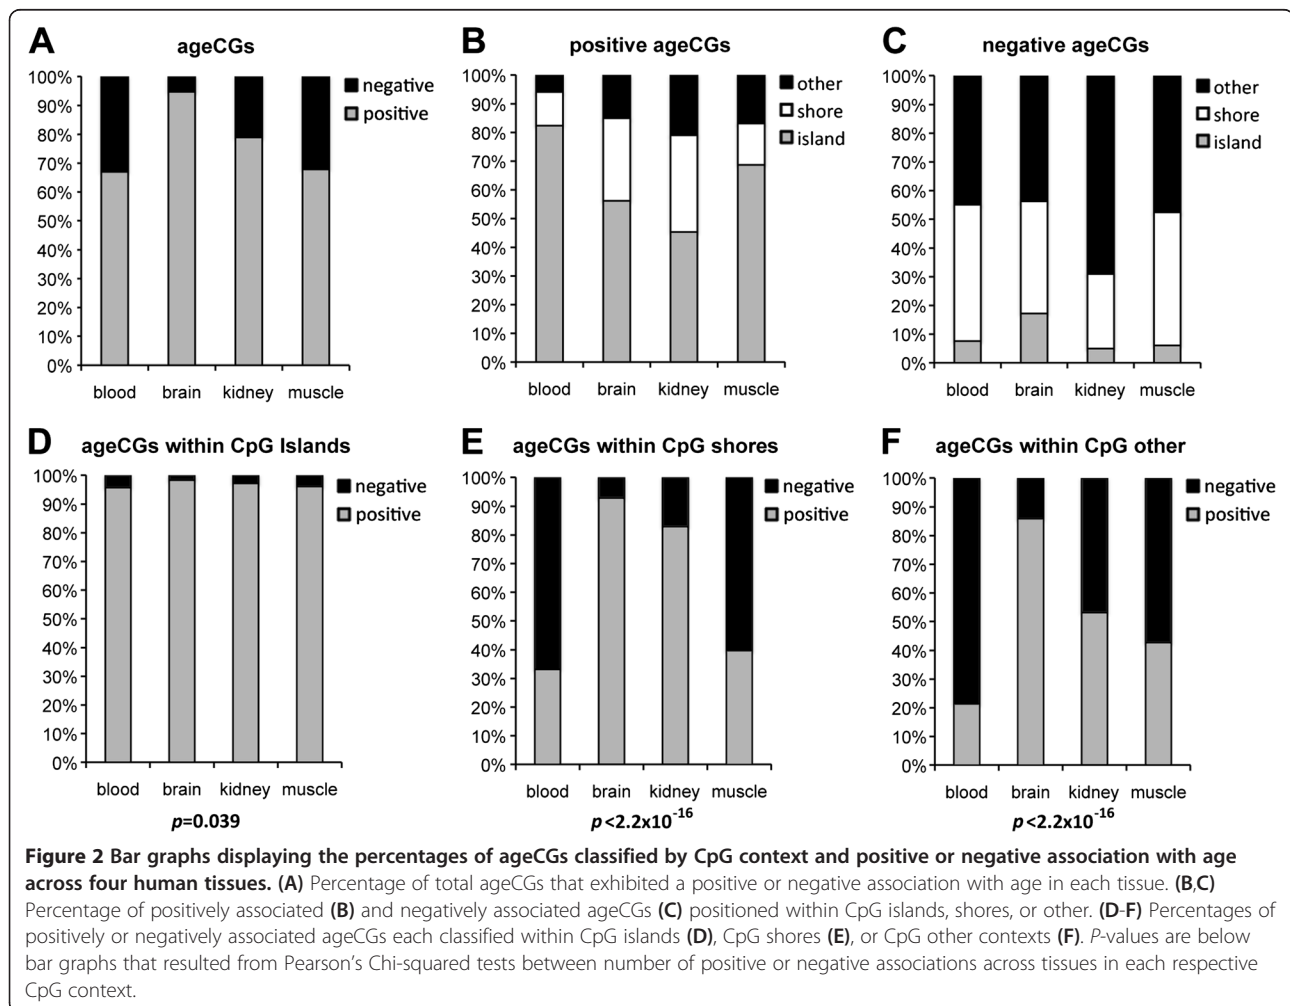 A ageCGs
100%
90%
80%
70%
60%
50%
40%
30%
20%
10%
0%
negative
positive
blood brain kidney muscle
B positive ageCGs
100%
90%
80%
70%
60%
50%
40%
30%
20%
10%
0%
other
shore
island
blood brain kidney muscle
C negative ageCGs
100%
90%
80%
70%
60%
50%
40%
30%
20%
10%
0%
other
shore
island
blood brain kidney muscle
D ageCGs within CpG Islands
100%
90%
80%
70%
60%
50%
40%
30%
20%
10%
0%
negative
positive
blood brain kidney muscle
p=0.039
E ageCGs within CpG shores
100%
90%
80%
70%
60%
50%
40%
30%
20%
10%
0%
negative
positive
blood brain kidney muscle
p<2.2x10⁻¹⁶
F ageCGs within CpG other
100%
90%
80%
70%
60%
50%
40%
30%
20%
10%
0%
negative
positive
blood brain kidney muscle
p<2.2x10⁻¹⁶
Figure 2 Bar graphs displaying the percentages of ageCGs classified by CpG context and positive or negative association with age
across four human tissues. (A) Percentage of total ageCGs that exhibited a positive or negative association with age in each tissue. (B,C)
Percentage of positively associated (B) and negatively associated ageCGs (C) positioned within CpG islands, shores, or other. (D-F) Percentages of
positively or negatively associated ageCGs each classified within CpG islands (D), CpG shores (E), or CpG other contexts (F). P-values are below
bar graphs that resulted from Pearson's Chi-squared tests between number of positive or negative associations across tissues in each respective
CpG context.